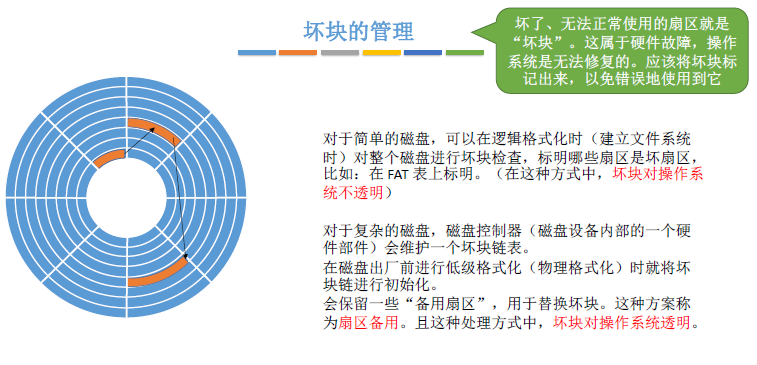 坏块的管理
坏了、无法正常使用的扇区就是
“坏块”。这属于硬件故障，操作
系统是无法修复的。应该将坏块标
记出来，以免错误地使用到它
对于简单的磁盘，可以在逻辑格式化时（建立文件系统
时）对整个磁盘进行坏块检查，标明哪些扇区是坏扇区，
比如：在 FAT 表上标明。（在这种方式中，坏块对操作系
统不透明）
对于复杂的磁盘，磁盘控制器（磁盘设备内部的一个硬
件部件）会维护一个坏块链表。
在磁盘出厂前进行低级格式化（物理格式化）时就将坏
块链进行初始化。
会保留一些“备用扇区”，用于替换坏块。这种方案称
为扇区备用。且这种处理方式中，坏块对操作系统透明。